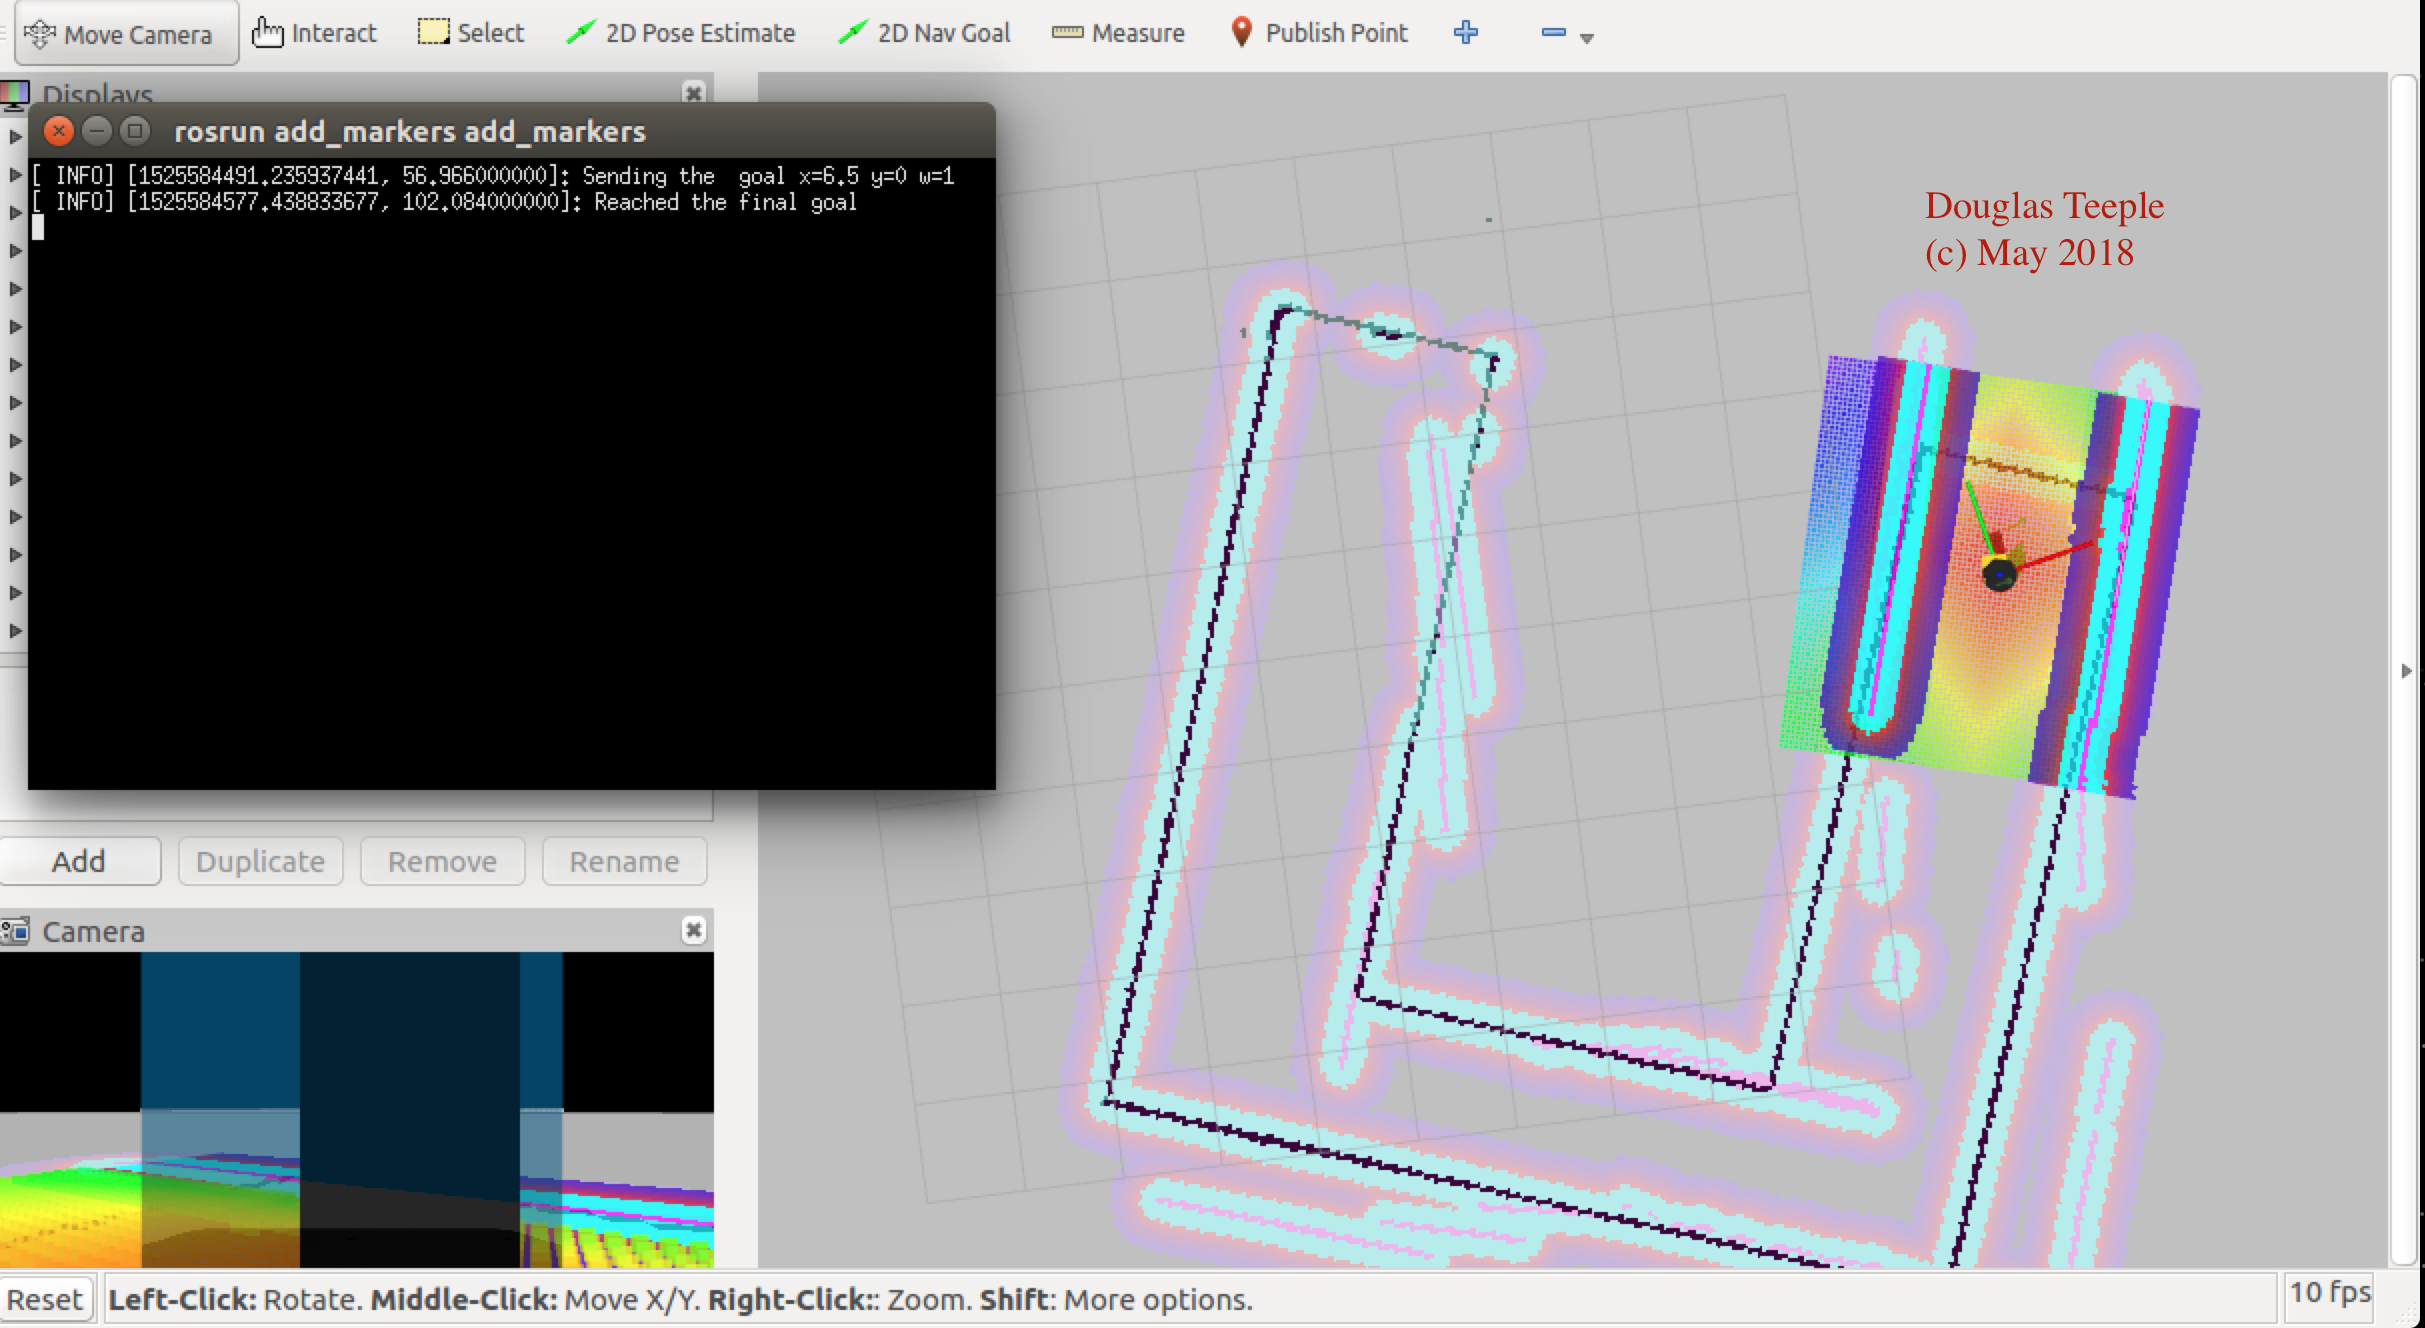 Move Camera Interact Select 2D Pose Estimate 2D Nav Goal Measure Publish Point
Displays
rosrun add_markers add_markers
[ INFO] [1525584491.235937441, 56.966000000]: Sending the  goal x=6.5 y=0 w=1
[ INFO] [1525584577.438833677, 102.084000000]: Reached the final goal
Douglas Teeple
(c) May 2018
Add Duplicate Remove Rename
Camera
Reset Left-Click: Rotate. Middle-Click: Move X/Y. Right-Click:: Zoom. Shift: More options. 10 fps